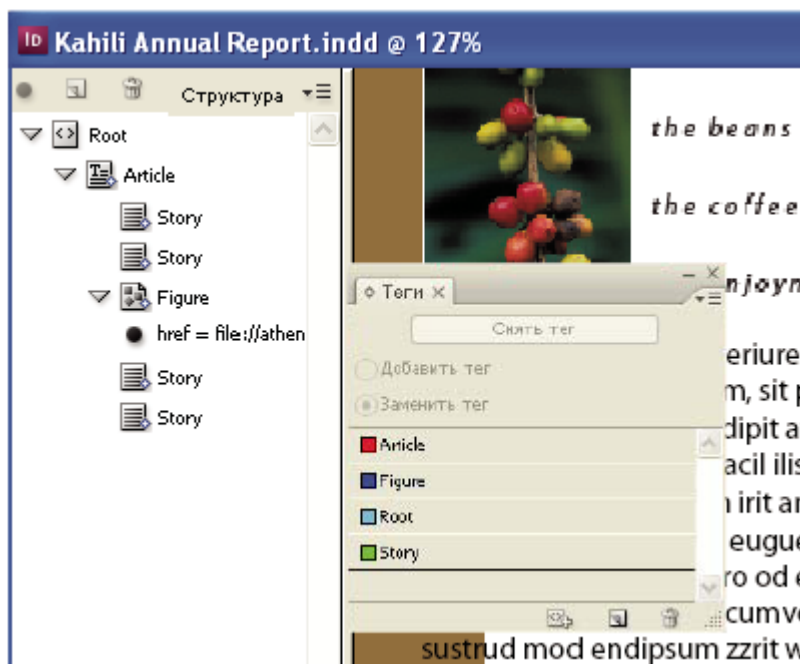 Kahili Annual Report.indd @ 127%
Структура
Root
Article
Story
Story
Figure
href = file://athen
Story
Story
the beans
the coffee
njoyn
Теги
Снять тег
Добавить тег
Заменить тег
Article
Figure
Root
Story
eriure
m, sit p
dipit a
acil ilis
irit ar
eugue
ro od e
cumve
sustrud mod endipsum zzrit w